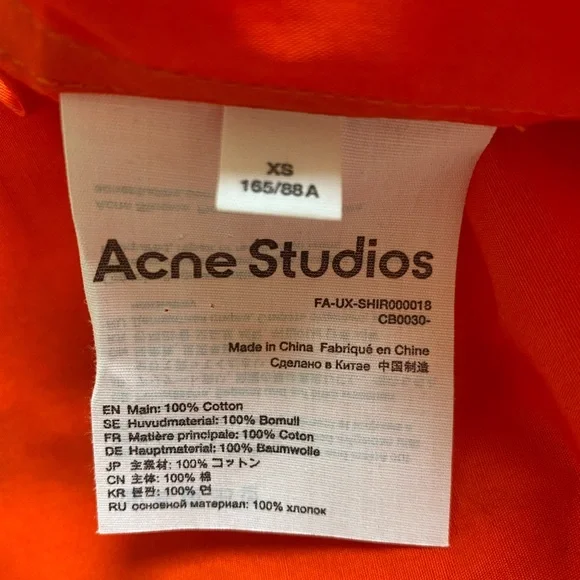 XS
165/88A
Acne Studios
FA-UX-SHIR000018
CB0030-
Made in China Fabriqué en Chine
Сделано в Китае 中国制造
EN Main: 100% Cotton
SE Huvudmaterial: 100% Bomull
FR Matière principale: 100% Coton
DE Hauptmaterial: 100% Baumwolle
JP 主素材: 100% コットン
CN 主体: 100% 棉
KR 본판: 100% 면
RU основной материал: 100% хлопок